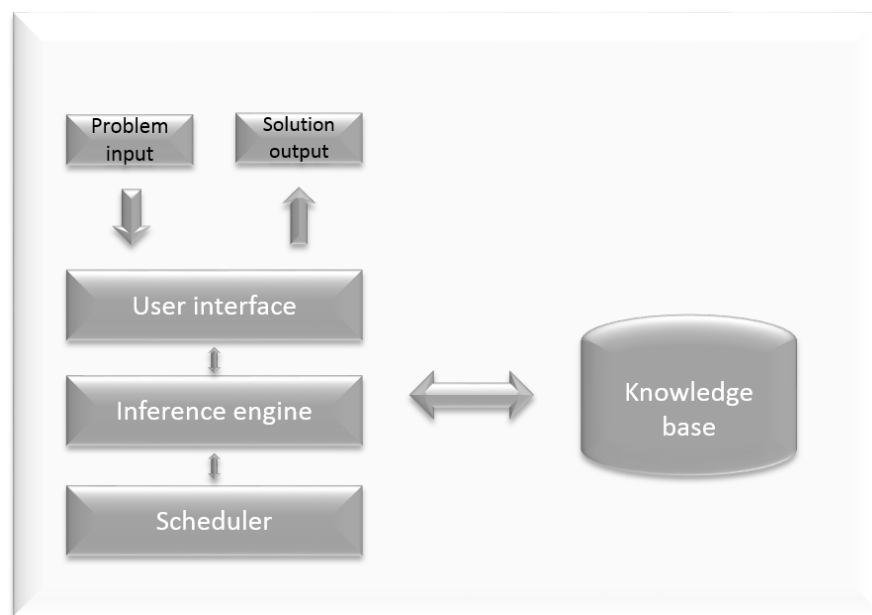 Problem
input
Solution
output
User interface
Inference engine
Knowledge
base
Scheduler